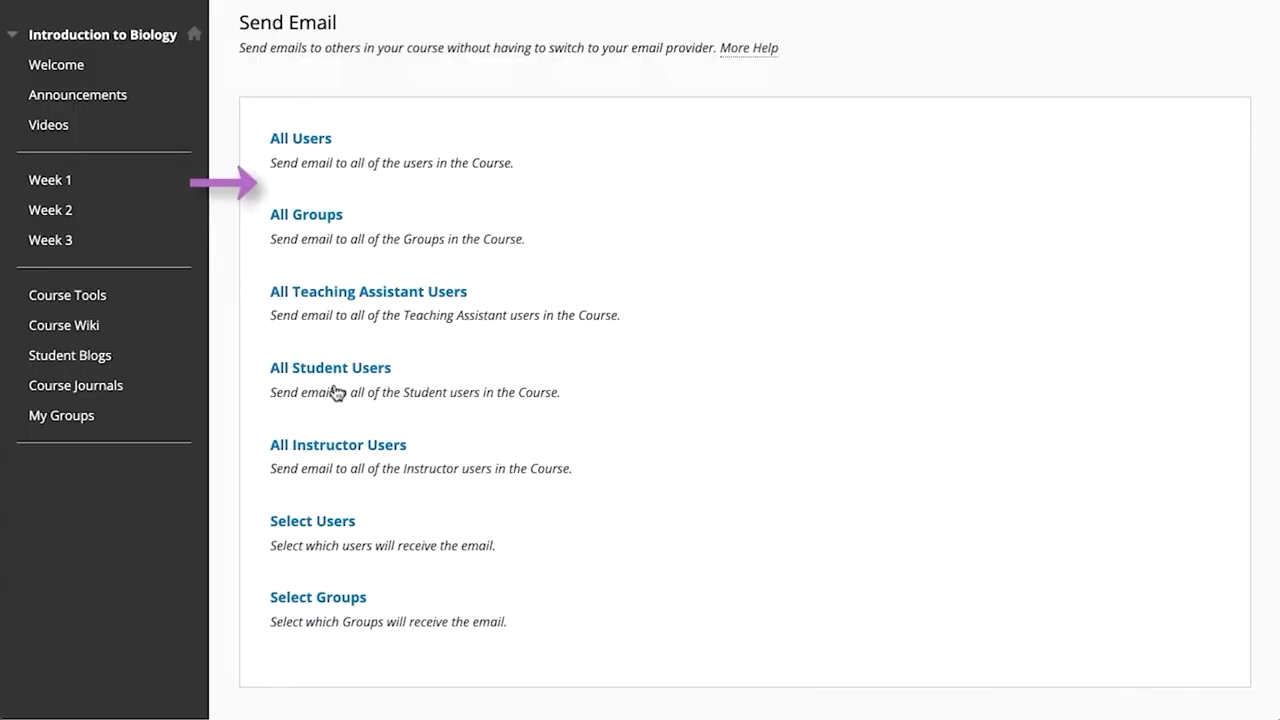 Introduction to Biology
Welcome
Announcements
Videos
Week 1
Week 2
Week 3
Course Tools
Course Wiki
Student Blogs
Course Journals
My Groups
Send Email
Send emails to others in your course without having to switch to your email provider. More Help
All Users
Send email to all of the users in the Course.
All Groups
Send email to all of the Groups in the Course.
All Teaching Assistant Users
Send email to all of the Teaching Assistant users in the Course.
All Student Users
Send email all of the Student users in the Course.
All Instructor Users
Send email to all of the Instructor users in the Course.
Select Users
Select which users will receive the email.
Select Groups
Select which Groups will receive the email.